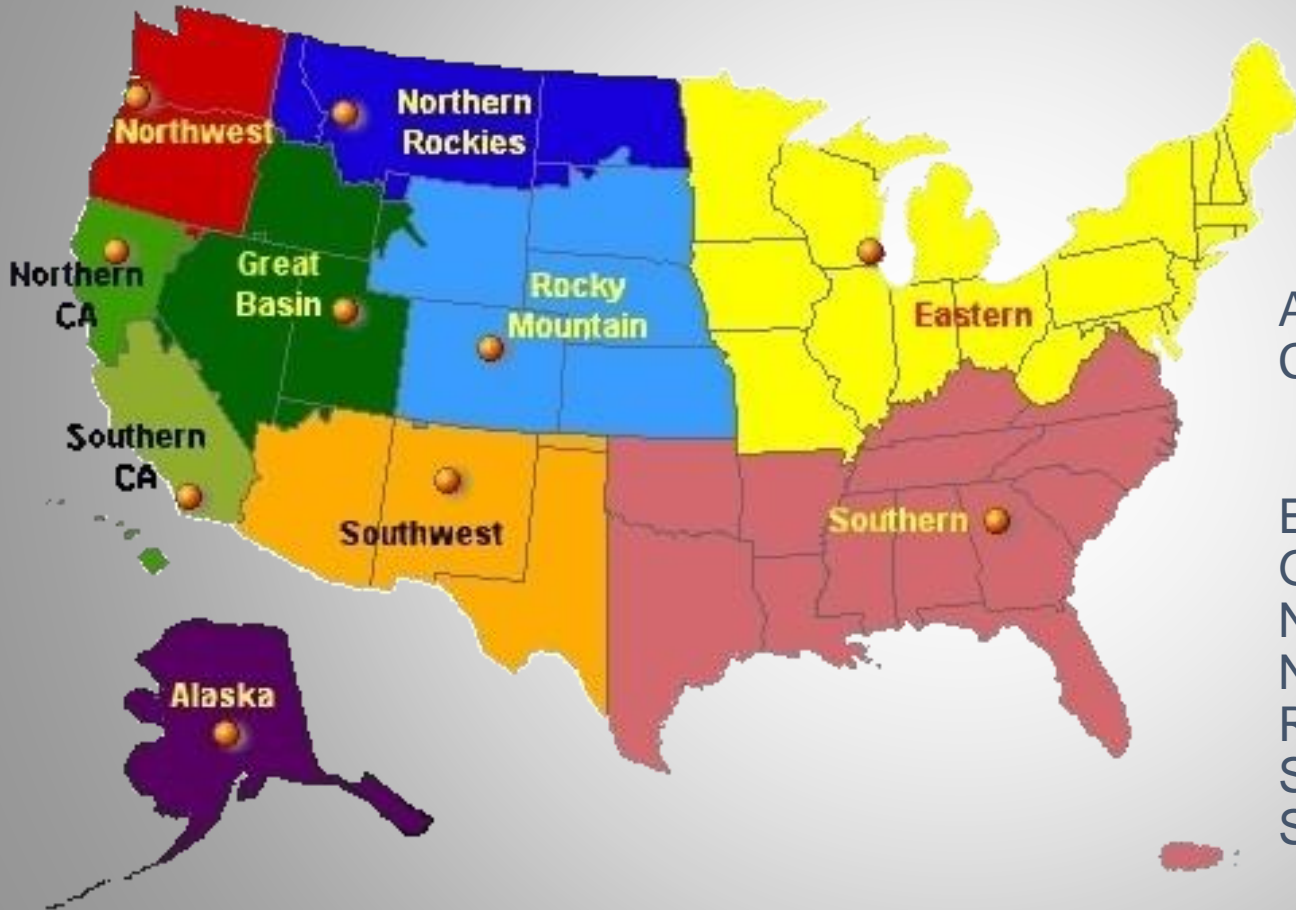 Northwest
Northern
Rockies
Northern
CA
Great
Basin
Rocky
Mountain
Eastern
Southern
CA
Southwest
Southern
Alaska